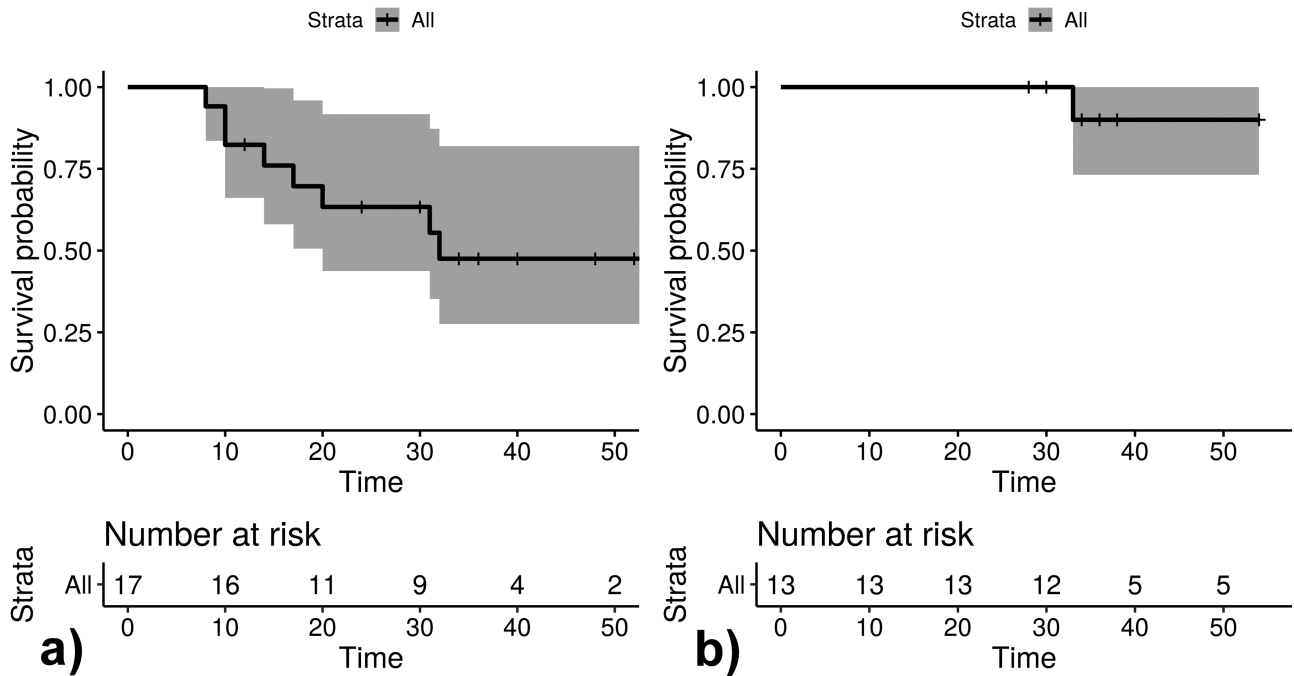 Strata All
1.00
0.75
0.50
0.25
0.00
Survival probability
0 10 20 30 40 50
Time
Number at risk
Strata
All 17 16 11 9 4 2
0 10 20 30 40 50
Time
a)
Strata All
1.00
0.75
0.50
0.25
0.00
Survival probability
0 10 20 30 40 50
Time
Number at risk
Strata
All 13 13 13 12 5 5
0 10 20 30 40 50
Time
b)